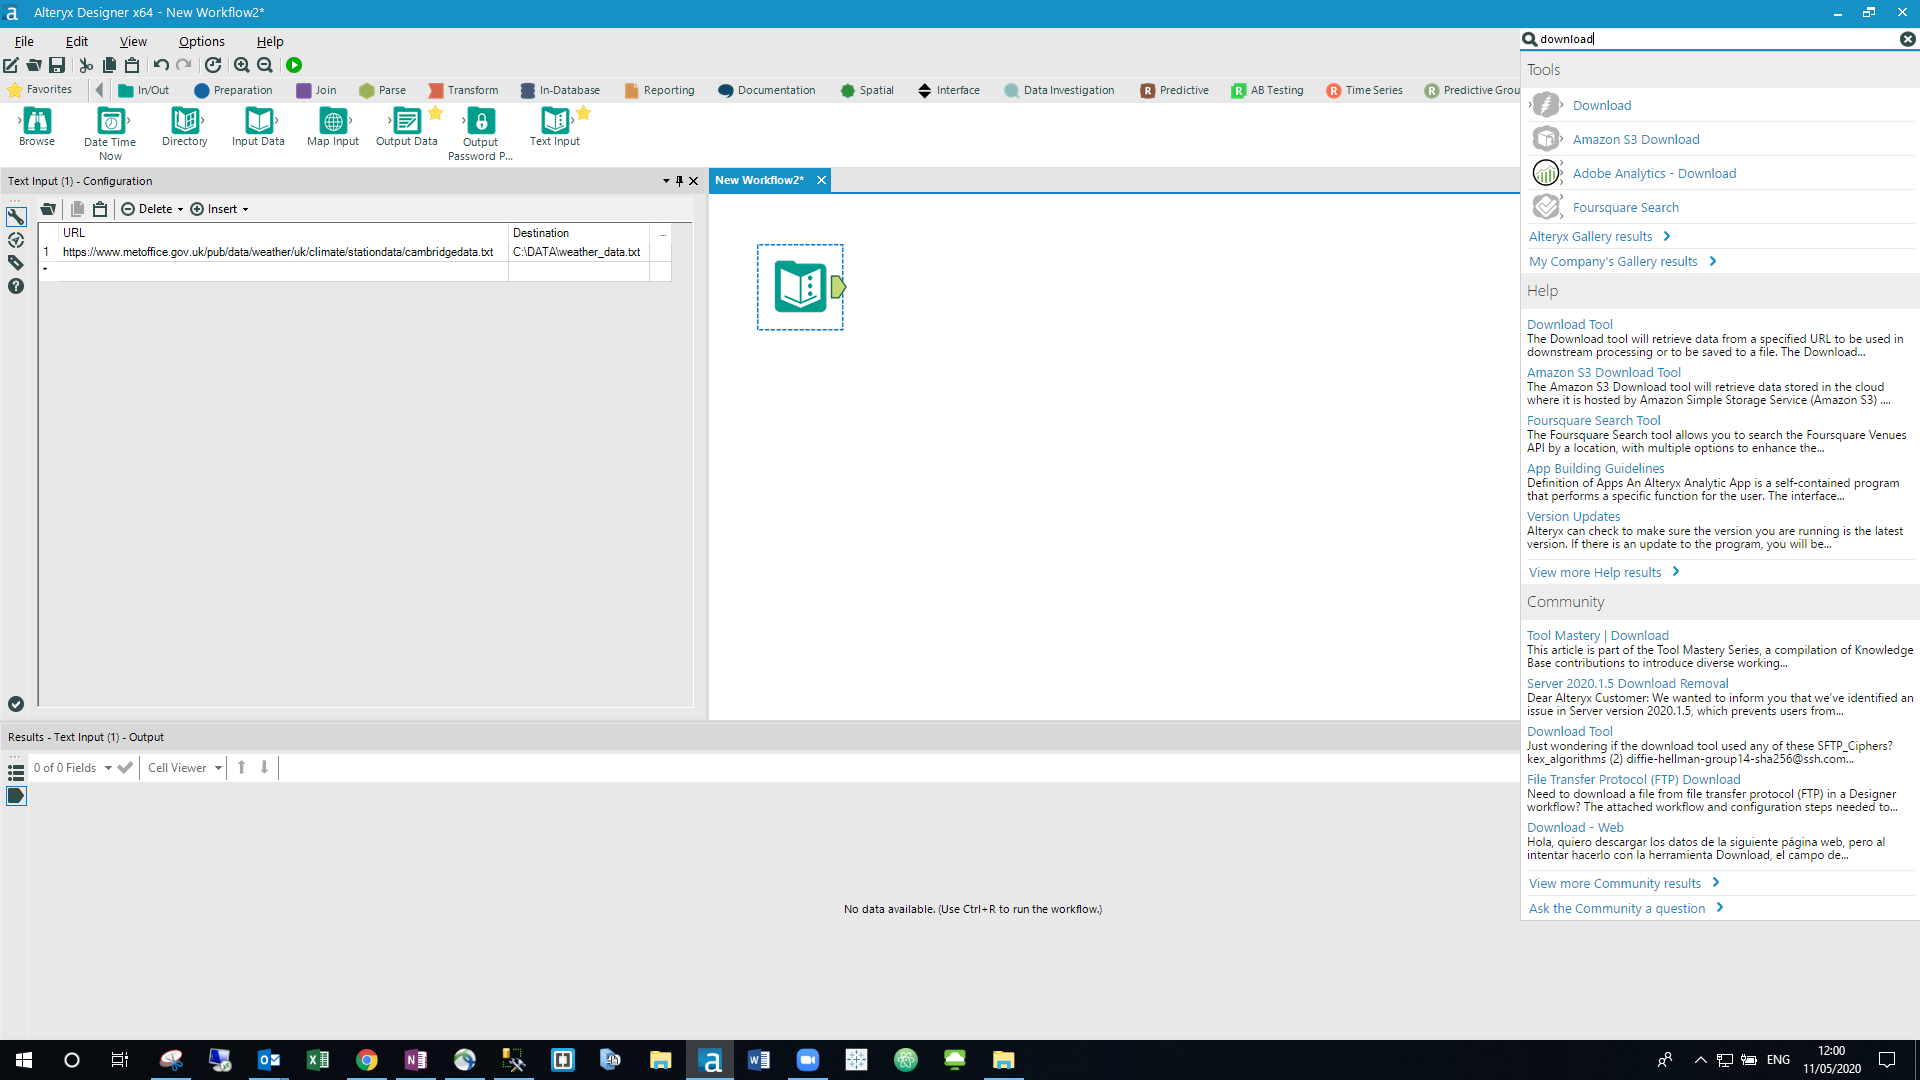 Alteryx Designer x64 - New Workflow2*
File Edit View Options Help
download
Favorites In/Out Preparation Join Parse Transform In-Database Reporting Documentation Spatial Interface Data Investigation Predictive AB Testing Time Series Predictive Grou
Browse Date Time Now Directory Input Data Map Input Output Data Output Password P... Text Input
Text Input (1) - Configuration
New Workflow2*
Delete Insert
URL Destination ...
1 https://www.metoffice.gov.uk/pub/data/weather/uk/climate/stationdata/cambridgedata.txt C:\DATA\weather_data.txt
Results - Text Input (1) - Output
0 of 0 Fields Cell Viewer
No data available. (Use Ctrl+R to run the workflow.)
Tools
Download
Amazon S3 Download
Adobe Analytics - Download
Foursquare Search
Alteryx Gallery results
My Company's Gallery results
Help
Download Tool
The Download tool will retrieve data from a specified URL to be used in
downstream processing or to be saved to a file. The Download...
Amazon S3 Download Tool
The Amazon S3 Download tool will retrieve data stored in the cloud
where it is hosted by Amazon Simple Storage Service (Amazon S3) ....
Foursquare Search Tool
The Foursquare Search tool allows you to search the Foursquare Venues
API by a location, with multiple options to enhance the...
App Building Guidelines
Definition of Apps An Alteryx Analytic App is a self-contained program
that performs a specific function for the user. The interface...
Version Updates
Alteryx can check to make sure the version you are running is the latest
version. If there is an update to the program, you will be...
View more Help results
Community
Tool Mastery | Download
This article is part of the Tool Mastery Series, a compilation of Knowledge
Base contributions to introduce diverse working...
Server 2020.1.5 Download Removal
Dear Alteryx Customer: We wanted to inform you that we've identified an
issue in Server version 2020.1.5, which prevents users from...
Download Tool
Just wondering if the download tool used any of these SFTP_Ciphers?
kex_algorithms (2) diffie-hellman-group14-sha256@ssh.com...
File Transfer Protocol (FTP) Download
Need to download a file from file transfer protocol (FTP) in a Designer
workflow? The attached workflow and configuration steps needed to...
Download - Web
Hola, quiero descargar los datos de la siguiente página web, pero al
intentar hacerlo con la herramienta Download, el campo de...
View more Community results
Ask the Community a question
ENG
12:00
11/05/2020